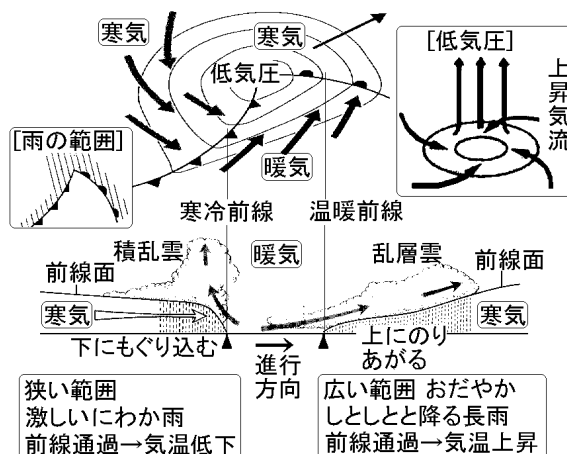 寒気
寒気
低気圧
[低気圧]
上昇気流
[雨の範囲]
暖気
寒冷前線
温暖前線
積乱雲
暖気
乱層雲
前線面
前線面
寒気
寒気
下にもぐり込む
進行
方向
上にのり
あがる
狭い範囲
激しいにわか雨
前線通過→気温低下
広い範囲 おだやか
しとしとと降る長雨
前線通過→気温上昇